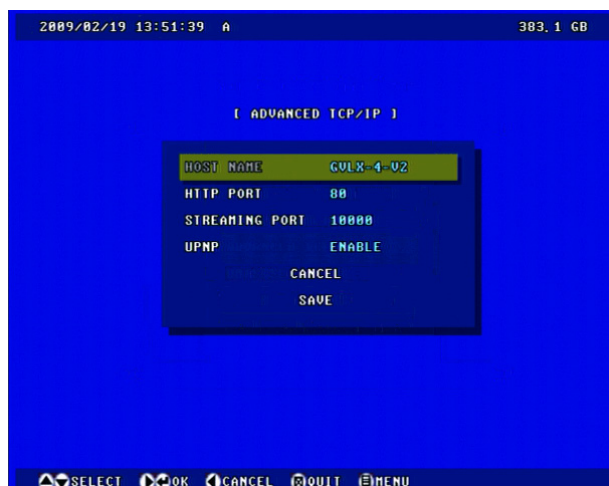 2009/02/19 13:51:39 A 383.1 GB
[ ADVANCED TCP/IP ]
HOST NAME GVLX-4-V2
HTTP PORT 80
STREAMING PORT 10000
UPNP ENABLE
CANCEL
SAVE
SELECT OK CANCEL QUIT MENU